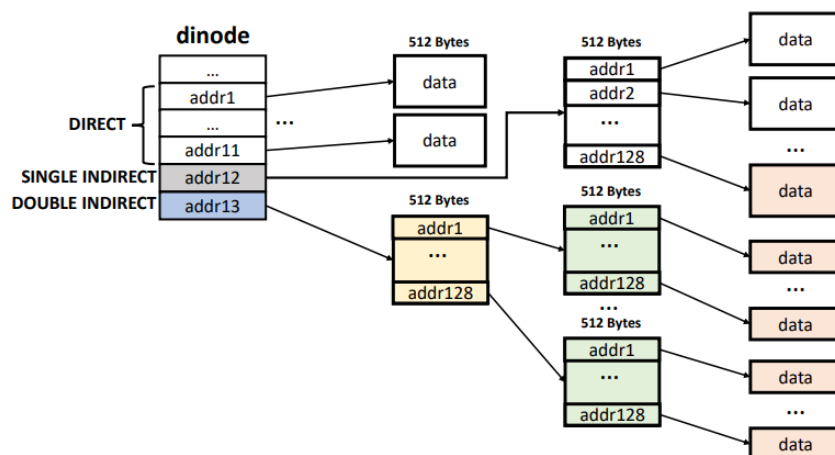 dinode
...
addr1
...
addr11
addr12
addr13
DIRECT
SINGLE INDIRECT
DOUBLE INDIRECT
512 Bytes
data
...
data
512 Bytes
addr1
addr2
...
addr128
data
data
...
data
512 Bytes
addr1
...
addr128
512 Bytes
addr1
...
addr128
...
512 Bytes
addr1
...
addr128
data
...
data
data
...
data